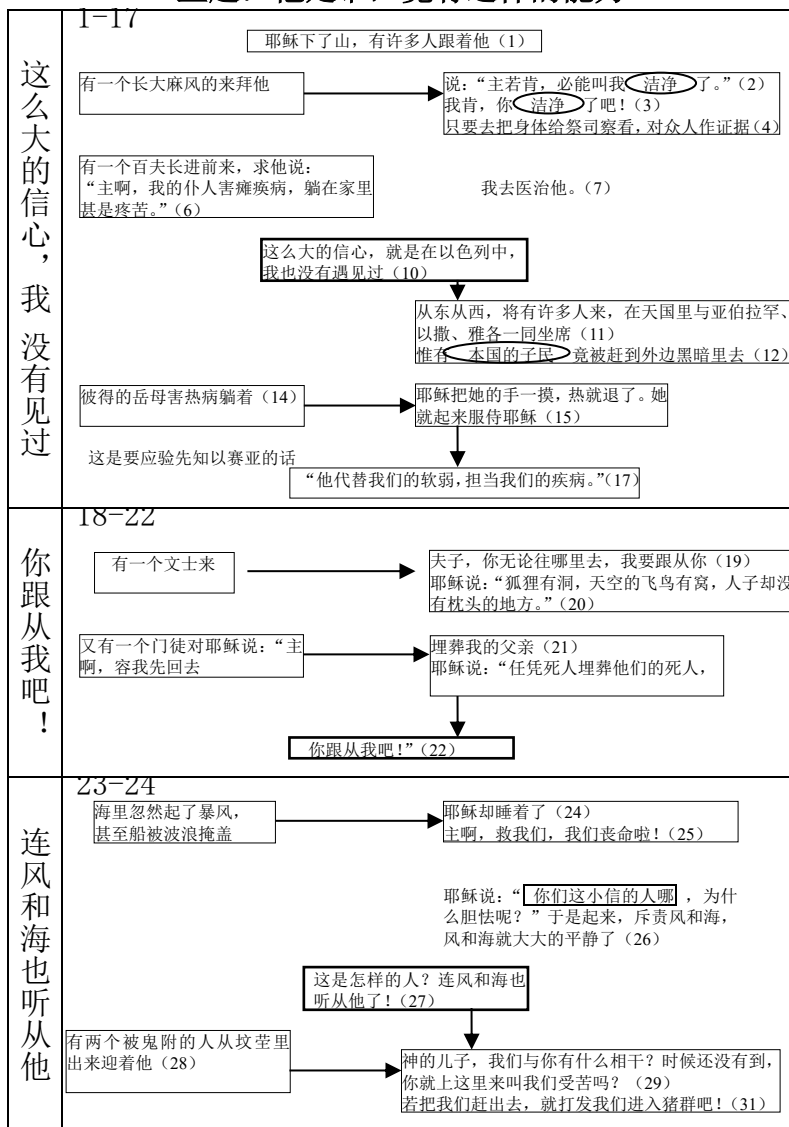 1-17
耶稣下了山，有许多人跟着他（1）
这么大的信心，我 没有见过
有一个长大麻风的来拜他
说：“主若肯，必能叫我 洁净 了。”（2）
我肯，你 洁净 了吧！（3）
只要去把身体给祭司察看，对众人作证据(4)
有一个百夫长进前来，求他说：
“主啊，我的仆人害瘫痪病，躺在家里
甚是疼苦。”（6）
我去医治他。（7）
这么大的信心，就是在以色列中，
我也没有遇见过（10）
从东从西，将有许多人来，在天国里与亚伯拉罕、
以撒、雅各一同坐席（11）
惟有 本国的子民 竟被赶到外边黑暗里去（12）
彼得的岳母害热病躺着（14）
耶稣把她的手一摸，热就退了。她
就起来服侍耶稣（15）
这是要应验先知以赛亚的话
“他代替我们的软弱，担当我们的疾病。”(17)
18-22
你跟从我吧！
有一个文士来
夫子，你无论往哪里去，我要跟从你（19）
耶稣说：“狐狸有洞，天空的飞鸟有窝，人子却没
有枕头的地方。”（20）
又有一个门徒对耶稣说：“主
啊，容我先回去
埋葬我的父亲（21）
耶稣说：“任凭死人埋葬他们的死人，
你跟从我吧！”（22）
23-24
连风和海也听从他
海里忽然起了暴风，
甚至船被波浪掩盖
耶稣却睡着了（24）
主啊，救我们，我们丧命啦！（25）
耶稣说：“ 你们这小信的人哪 ，为什
么胆怯呢？”于是起来，斥责风和海，
风和海就大大的平静了（26）
这是怎样的人？连风和海也
听从他了！（27）
有两个被鬼附的人从坟茔里
出来迎着他（28）
神的儿子，我们与你有什么相干？时候还没有到，
你就上这里来叫我们受苦吗？（29）
若把我们赶出去，就打发我们进入猪群吧！（31）